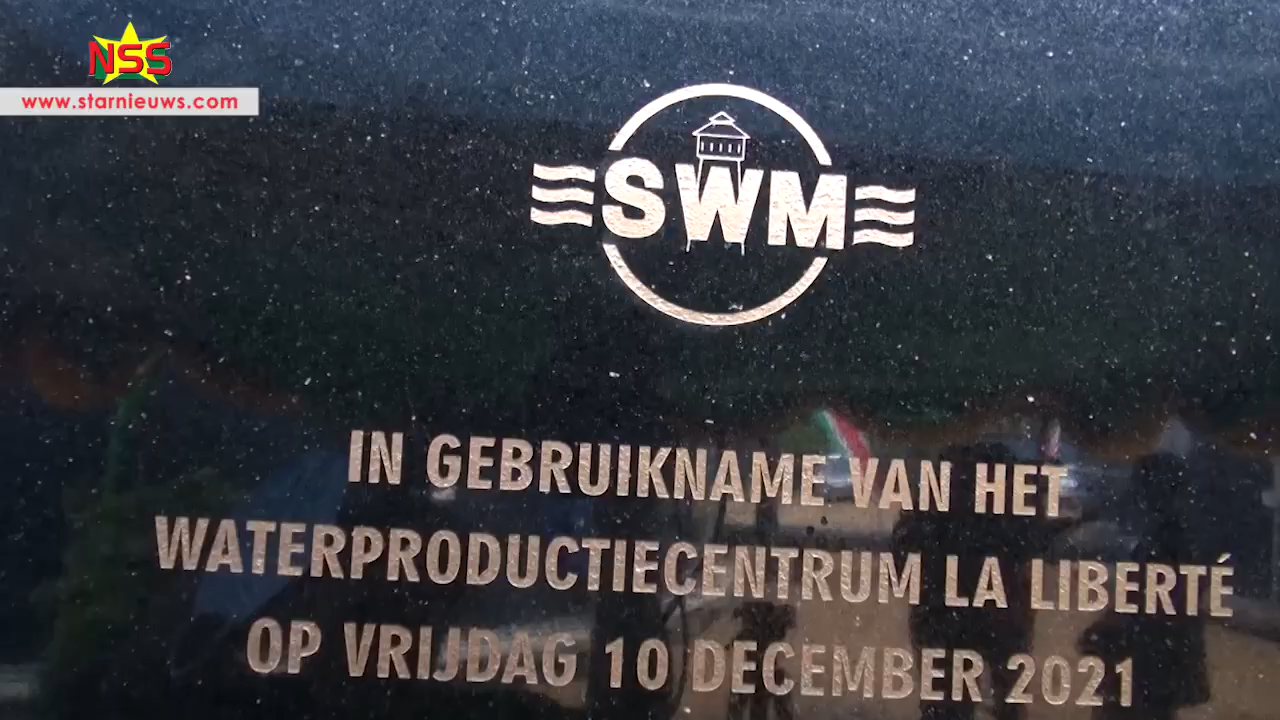 NSS
www.starnieuws.com
SWM
IN GEBRUIKNAME VAN HET
WATERPRODUCTIECENTRUM LA LIBERTÉ
OP VRIJDAG 10 DECEMBER 2021